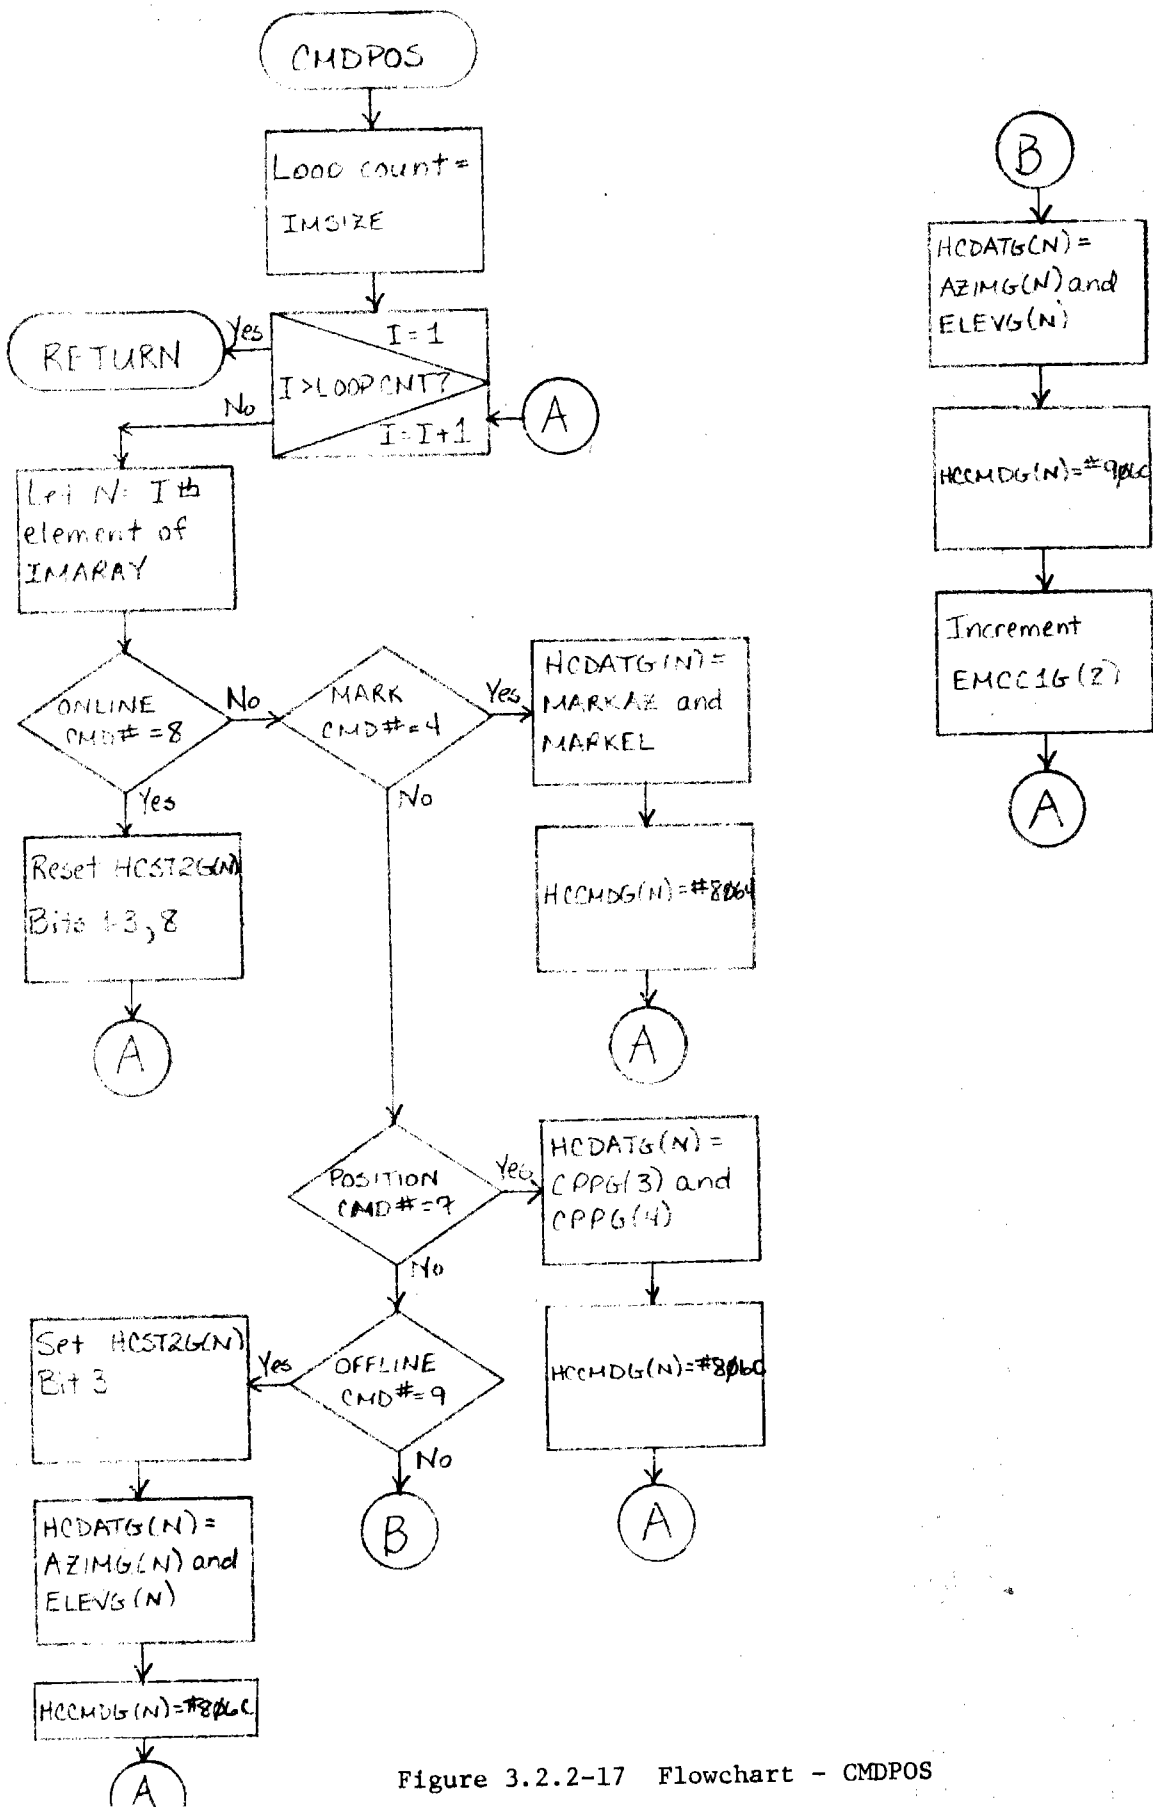 CMDPOS
Loop count =
IMSIZE
I=1
I>LOOPCNT?
I=I+1
Yes
RETURN
No
A
Let N= Ith
element of
IMARAY
ONLINE
CMD#=8
No
Yes
Reset HCST2G(N)
Bits 1-3,8
A
MARK
CMD#=4
Yes
No
HCDATG(N)=
MARKAZ and
MARKEL
HCCMDG(N)=#8064
A
POSITION
CMD#=7
Yes
No
HCDATG(N)=
CPPG(3) and
CPPG(4)
HCCMDG(N)=#8Ø6C
A
OFFLINE
CMD#=9
Yes
No
B
Set HCST2G(N)
Bit 3
HCDATG(N)=
AZIMG(N) and
ELEVG(N)
HCCMDG(N)=#8Ø6C
A
B
HCDATG(N)=
AZIMG(N) and
ELEVG(N)
HCCMDG(N)=#9Ø6C
Increment
EMCC1G(2)
A
Figure 3.2.2-17 Flowchart - CMDPOS